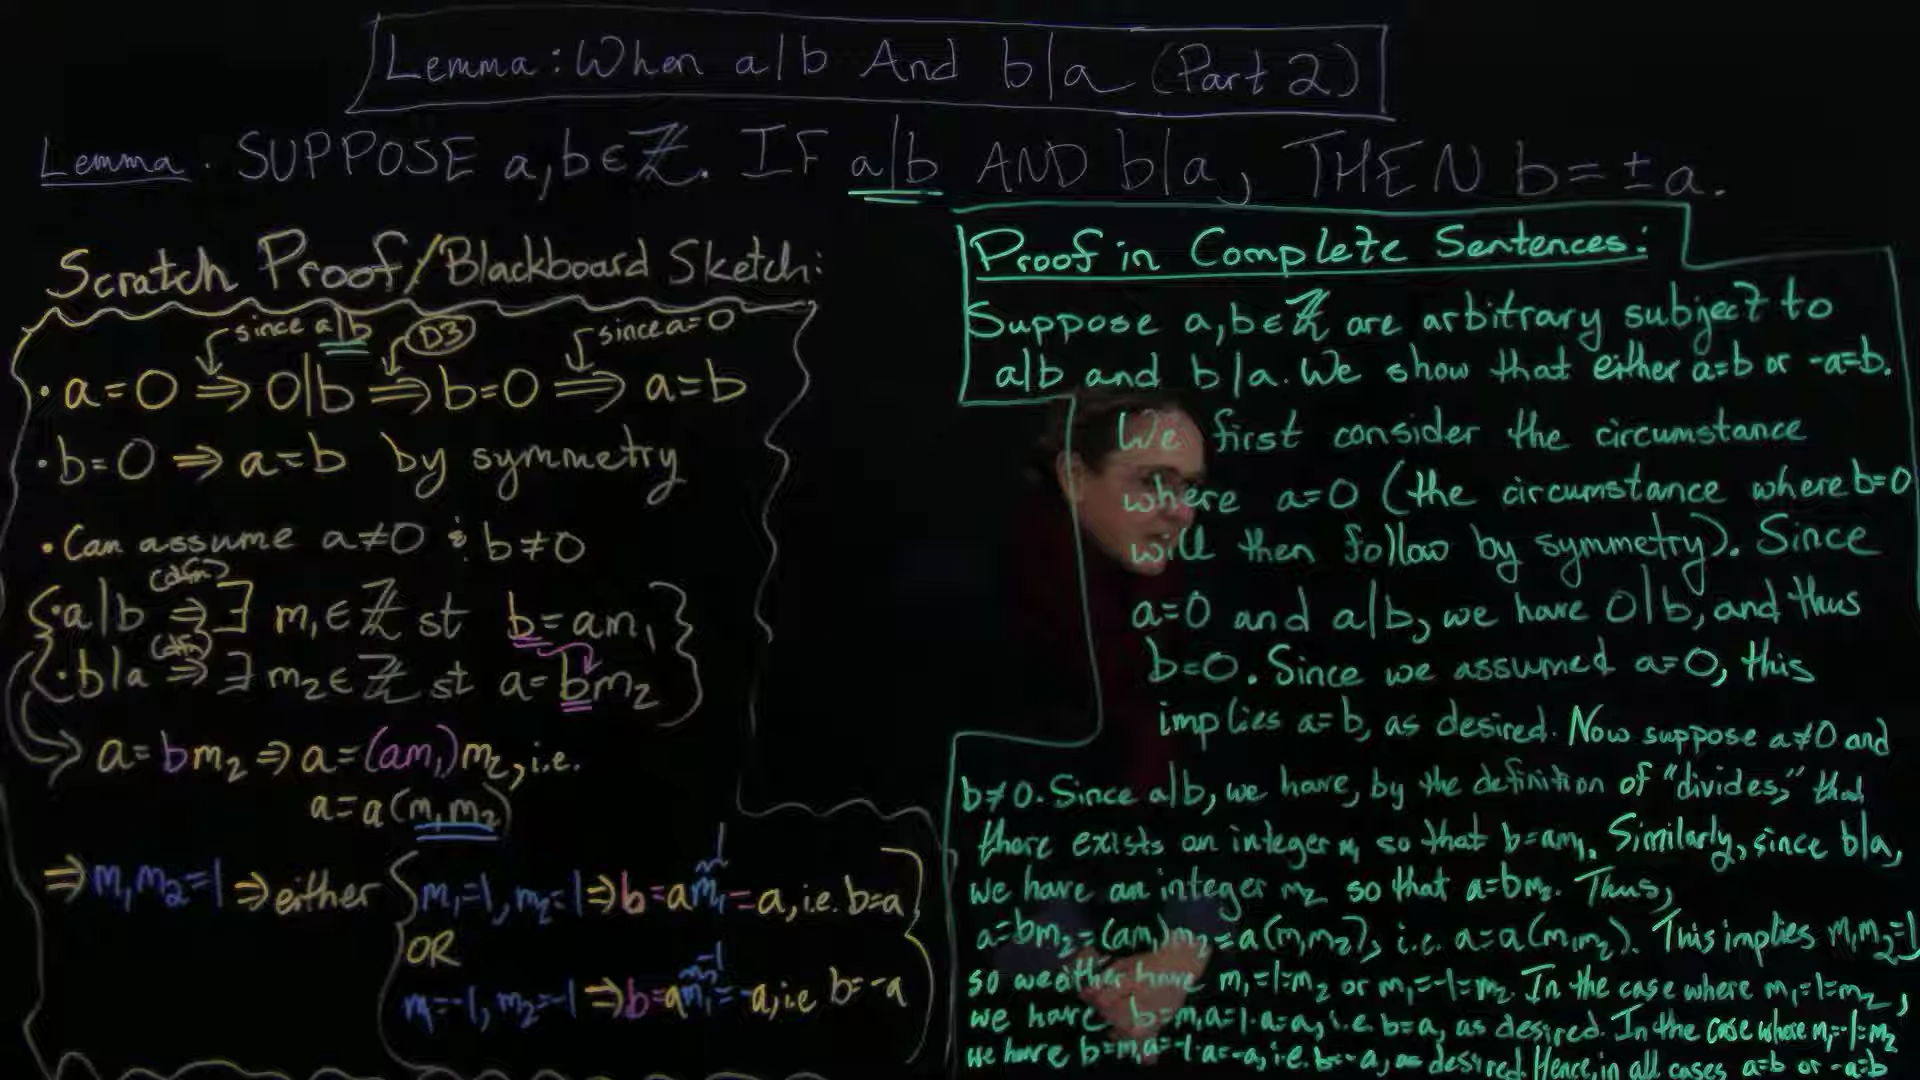 Lemma: When a|b And b|a (Part 2)
Lemma. SUPPOSE a,b∈ℤ. IF a|b AND b|a, THEN b=±a.
Scratch Proof/Blackboard Sketch:
since a|b D3 since a=0
• a=0 ⇒ 0|b ⇒ b=0 ⇒ a=b
• b=0 ⇒ a=b by symmetry
• Can assume a≠0 & b≠0
(dfn)
{• a|b ⇒ ∃ m₁∈ℤ st b=am₁
(dfn)
• b|a ⇒ ∃ m₂∈ℤ st a=bm₂}
a=bm₂ ⇒ a=(am₁)m₂, i.e.
a=a(m₁m₂)
⇒ m₁m₂=1 ⇒ either { m₁=1, m₂=1 ⇒ b=am₁=a, i.e. b=a
1
OR
-1
m₁=-1, m₂=-1 ⇒ b=am₁=-a, i.e b=-a }
Proof in Complete Sentences:
Suppose a,b∈ℤ are arbitrary subject to
a|b and b|a. We show that either a=b or -a=b.
We first consider the circumstance
where a=0 (the circumstance where b=0
will then follow by symmetry). Since
a=0 and a|b, we have 0|b, and thus
b=0. Since we assumed a=0, this
implies a=b, as desired. Now suppose a≠0 and
b≠0. Since a|b, we have, by the definition of "divides," that
there exists an integer m₁ so that b=am₁. Similarly, since b|a,
we have an integer m₂ so that a=bm₂. Thus,
a=bm₂=(am₁)m₂=a(m₁m₂), i.e. a=a(m₁m₂). This implies m₁m₂=1,
so we either have m₁=1=m₂ or m₁=-1=m₂. In the case where m₁=1=m₂,
we have b=m₁a=1·a=a, i.e. b=a, as desired. In the case where m₁=-1=m₂
we have b=m₁a=-1·a=-a, i.e. b=-a, as desired. Hence, in all cases a=b or -a=b